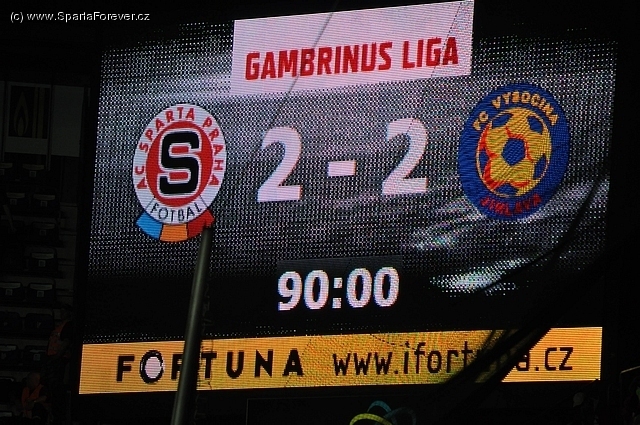 (c) www.SpartaForever.cz
GAMBRINUS LIGA
AC SPARTA PRAHA
S
FOTBAL
2 - 2
FC VYSOČINA
JIHLAVA
90:00
FORTUNA www.ifortuna.cz